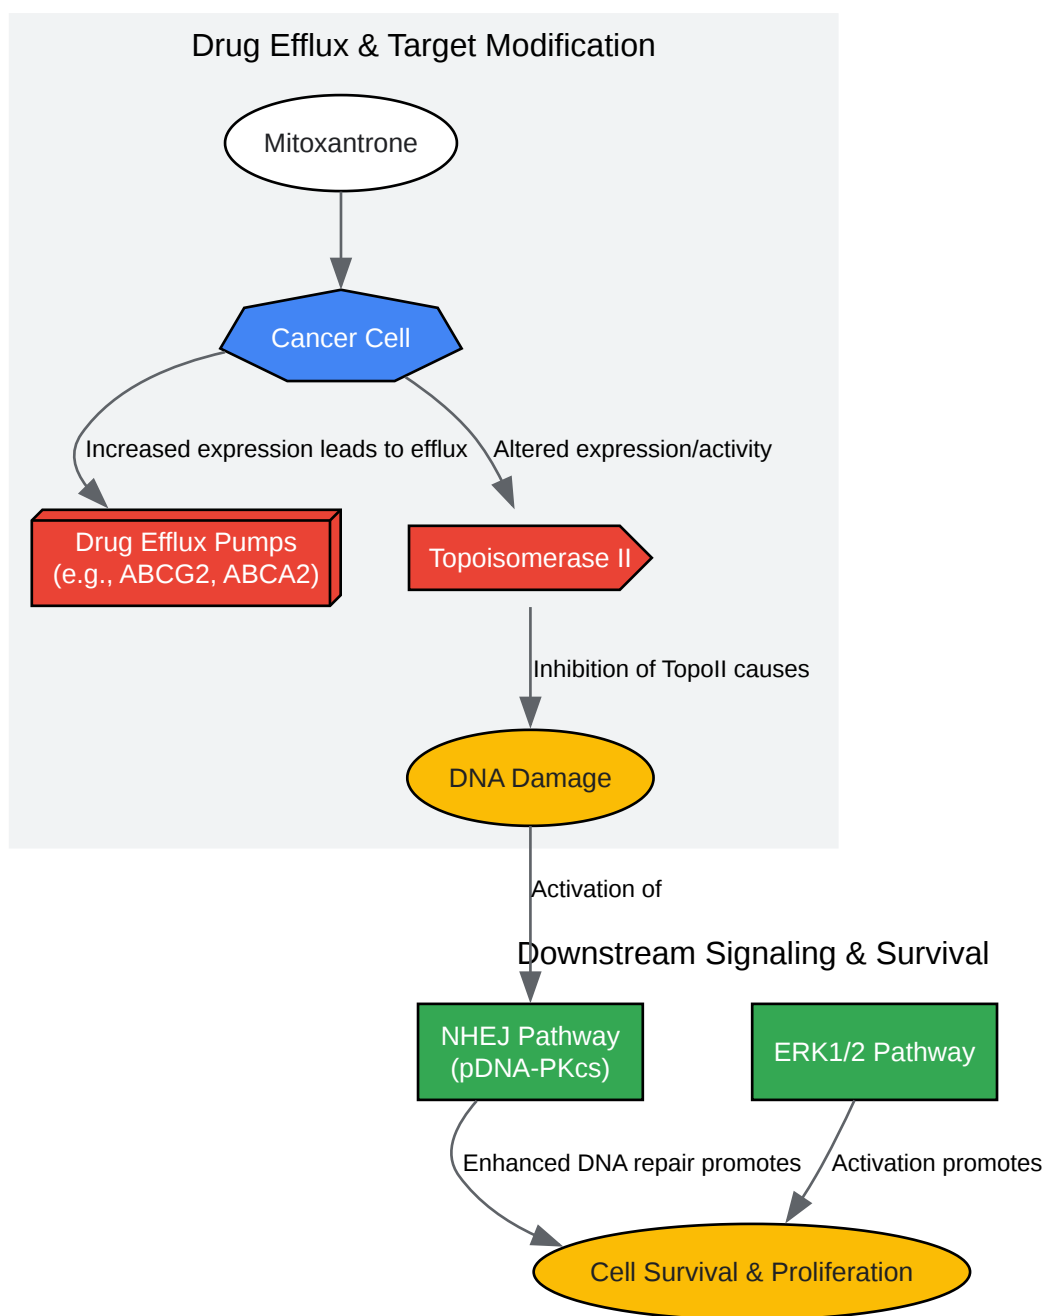 Drug Efflux & Target Modification
Mitoxantrone
Cancer Cell
Increased expression leads to efflux
Altered expression/activity
Drug Efflux Pumps
(e.g., ABCG2, ABCA2)
Topoisomerase II
Inhibition of TopoII causes
DNA Damage
Activation of
Downstream Signaling & Survival
NHEJ Pathway
(pDNA-PKcs)
ERK1/2 Pathway
Enhanced DNA repair promotes
Activation promotes
Cell Survival & Proliferation